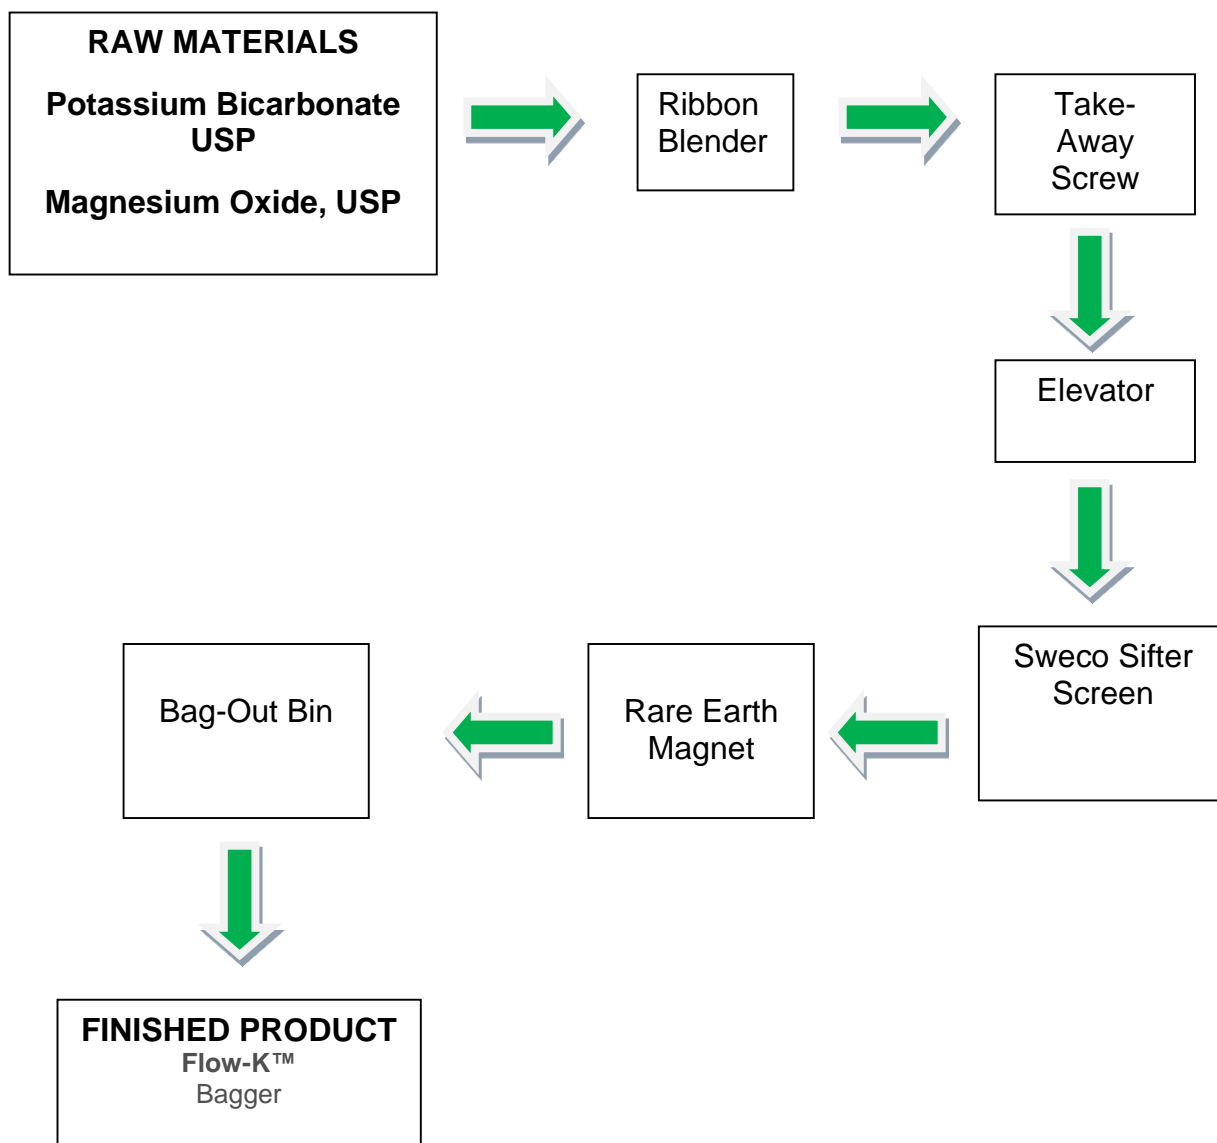 RAW MATERIALS
Potassium Bicarbonate
USP
Magnesium Oxide, USP
Ribbon
Blender
Take-
Away
Screw
Elevator
Sweco Sifter
Screen
Rare Earth
Magnet
Bag-Out Bin
FINISHED PRODUCT
Flow-K™
Bagger